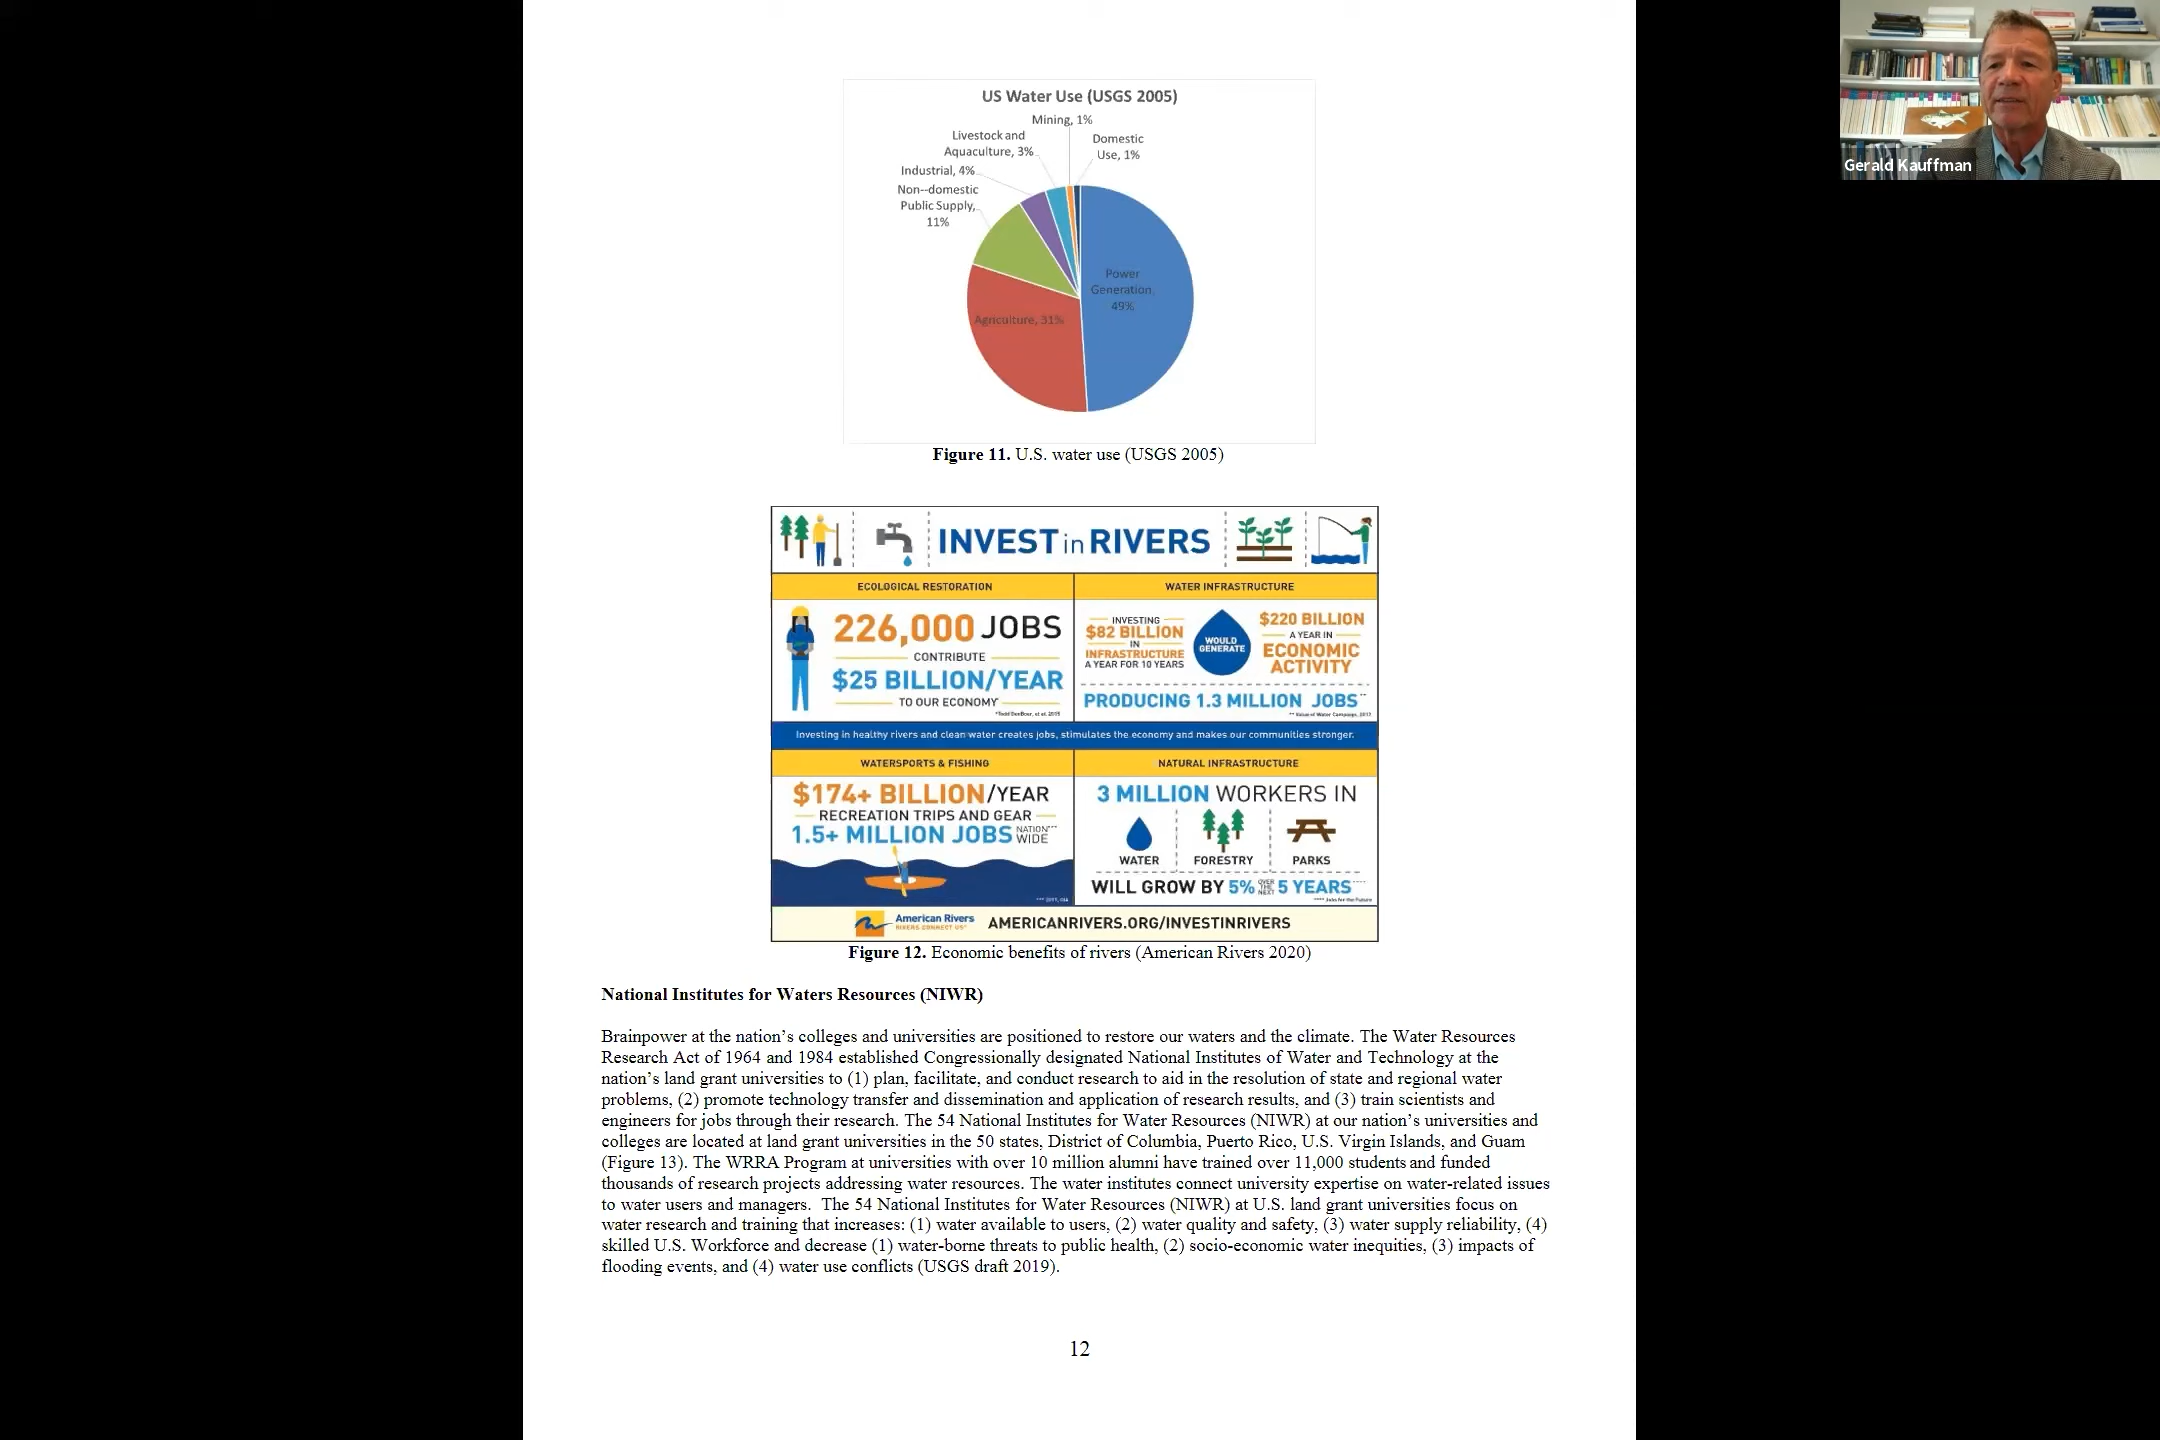 US Water Use (USGS 2005)
Mining, 1%
Livestock and
Aquaculture, 3%
Domestic
Use, 1%
Industrial, 4%
Non--domestic
Public Supply,
11%
Power
Generation,
49%
Agriculture, 31%
Figure 11. U.S. water use (USGS 2005)
INVEST in RIVERS
ECOLOGICAL RESTORATION
226,000 JOBS
CONTRIBUTE
$25 BILLION/YEAR
TO OUR ECONOMY*
WATER INFRASTRUCTURE
INVESTING
$82 BILLION
IN
INFRASTRUCTURE
A YEAR FOR 10 YEARS
WOULD
GENERATE
$220 BILLION
A YEAR IN
ECONOMIC
ACTIVITY
PRODUCING 1.3 MILLION JOBS**
** Value of Water Campaign, 2017
Investing in healthy rivers and clean water creates jobs, stimulates the economy and makes our communities stronger.
WATERSPORTS & FISHING
$174+ BILLION/YEAR
RECREATION TRIPS AND GEAR
1.5+ MILLION JOBS NATION***
WIDE
NATURAL INFRASTRUCTURE
3 MILLION WORKERS IN
WATER
FORESTRY
PARKS
WILL GROW BY 5% OVER THE NEXT 5 YEARS****
**** Jobs for the Future
American Rivers
RIVERS CONNECT US
AMERICANRIVERS.ORG/INVESTINRIVERS
Figure 12. Economic benefits of rivers (American Rivers 2020)
National Institutes for Waters Resources (NIWR)
Brainpower at the nation’s colleges and universities are positioned to restore our waters and the climate. The Water Resources
Research Act of 1964 and 1984 established Congressionally designated National Institutes of Water and Technology at the
nation’s land grant universities to (1) plan, facilitate, and conduct research to aid in the resolution of state and regional water
problems, (2) promote technology transfer and dissemination and application of research results, and (3) train scientists and
engineers for jobs through their research. The 54 National Institutes for Water Resources (NIWR) at our nation’s universities and
colleges are located at land grant universities in the 50 states, District of Columbia, Puerto Rico, U.S. Virgin Islands, and Guam
(Figure 13). The WRRA Program at universities with over 10 million alumni have trained over 11,000 students and funded
thousands of research projects addressing water resources. The water institutes connect university expertise on water-related issues
to water users and managers. The 54 National Institutes for Water Resources (NIWR) at U.S. land grant universities focus on
water research and training that increases: (1) water available to users, (2) water quality and safety, (3) water supply reliability, (4)
skilled U.S. Workforce and decrease (1) water-borne threats to public health, (2) socio-economic water inequities, (3) impacts of
flooding events, and (4) water use conflicts (USGS draft 2019).
12
Gerald Kauffman